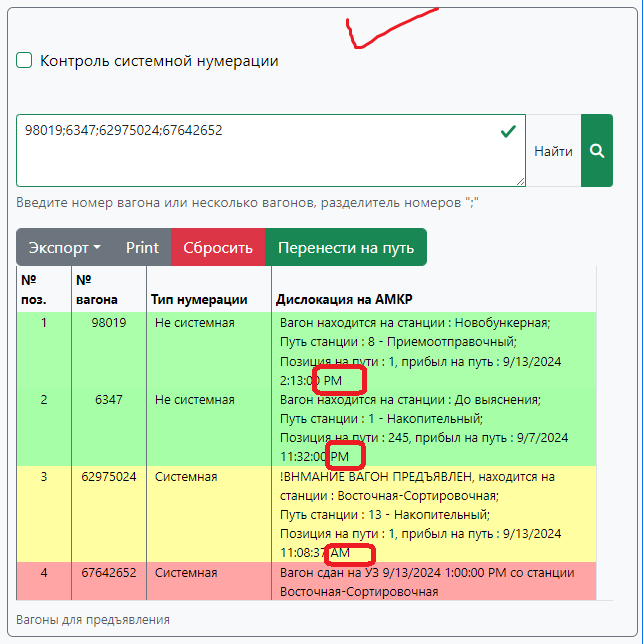 Контроль системной нумерации
98019;6347;62975024;67642652
Найти
Введите номер вагона или несколько вагонов, разделитель номеров ";"
Экспорт Print Сбросить Перенести на путь
№ поз. № вагона Тип нумерации Дислокация на АМКР
1 98019 Не системная Вагон находится на станции : Новобункерная;
Путь станции : 8 - Приемоотправочный;
Позиция на пути : 1, прибыл на путь : 9/13/2024
2:13:00 PM
2 6347 Не системная Вагон находится на станции : До выяснения;
Путь станции : 1 - Накопительный;
Позиция на пути : 245, прибыл на путь : 9/7/2024
11:32:00 PM
3 62975024 Системная !ВНМАНИЕ ВАГОН ПРЕДЪЯВЛЕН, находится на
станции : Восточная-Сортировочная;
Путь станции : 13 - Накопительный;
Позиция на пути : 1, прибыл на путь : 9/13/2024
11:08:37 AM
4 67642652 Системная Вагон сдан на УЗ 9/13/2024 1:00:00 PM со станции
Восточная-Сортировочная
Вагоны для предъявления